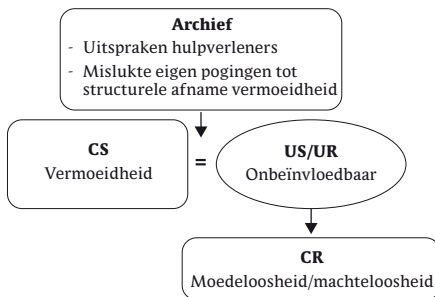 Archief
- Uitspraken hulpverleners
- Mislukte eigen pogingen tot
structurele afname vermoeidheid
CS
Vermoeidheid
=
US/UR
Onbeïnvloedbaar
CR
Moedeloosheid/machteloosheid